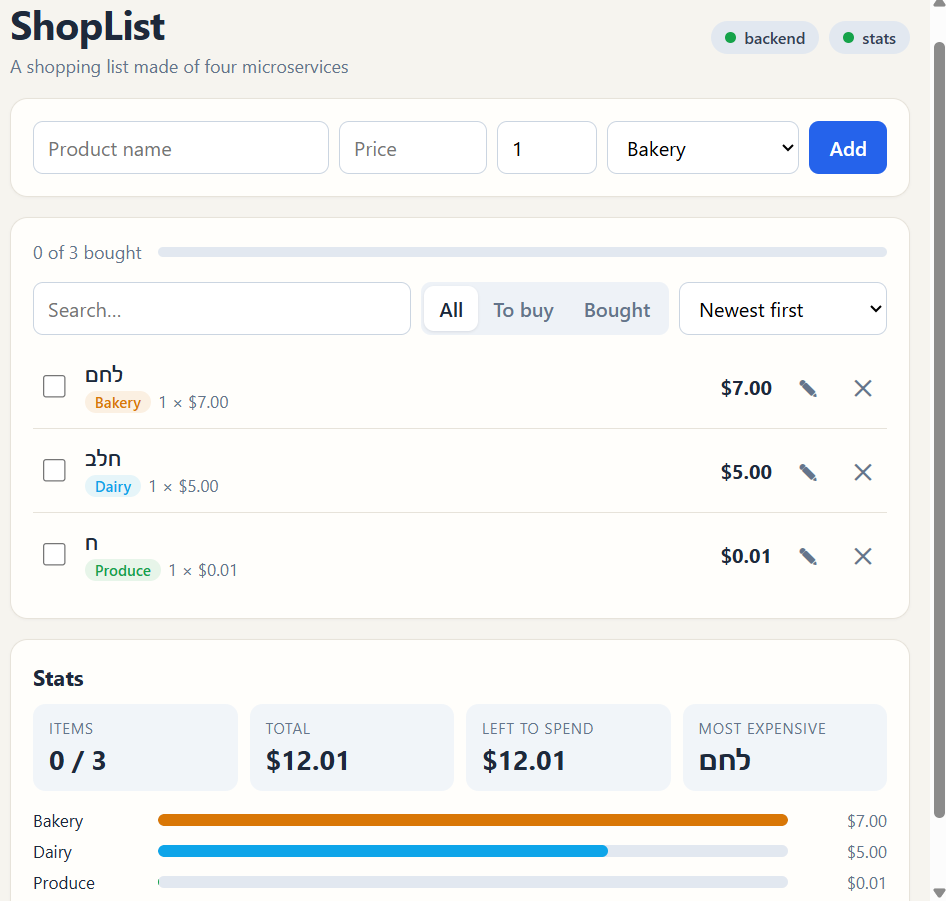 ShopList
backend stats
A shopping list made of four microservices
Product name Price 1 Bakery Add
0 of 3 bought
Search... All To buy Bought Newest first
לחם
Bakery 1 × $7.00 $7.00
חלב
Dairy 1 × $5.00 $5.00
ח
Produce 1 × $0.01 $0.01
Stats
ITEMS TOTAL LEFT TO SPEND MOST EXPENSIVE
0 / 3 $12.01 $12.01 לחם
Bakery $7.00
Dairy $5.00
Produce $0.01